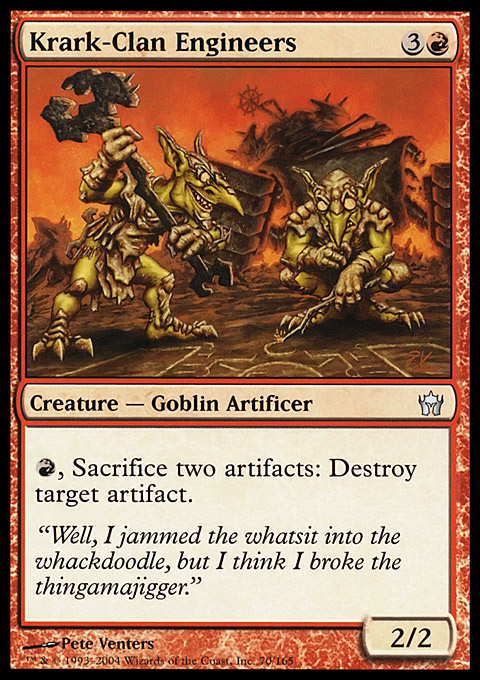 Krark-Clan Engineers 3
Creature — Goblin Artificer
, Sacrifice two artifacts: Destroy
target artifact.
“Well, I jammed the whatsit into the
whackdoodle, but I think I broke the
thingamajigger.”
Pete Venters
2/2
™ & © 1993–2004 Wizards of the Coast, Inc. 70/165
PV